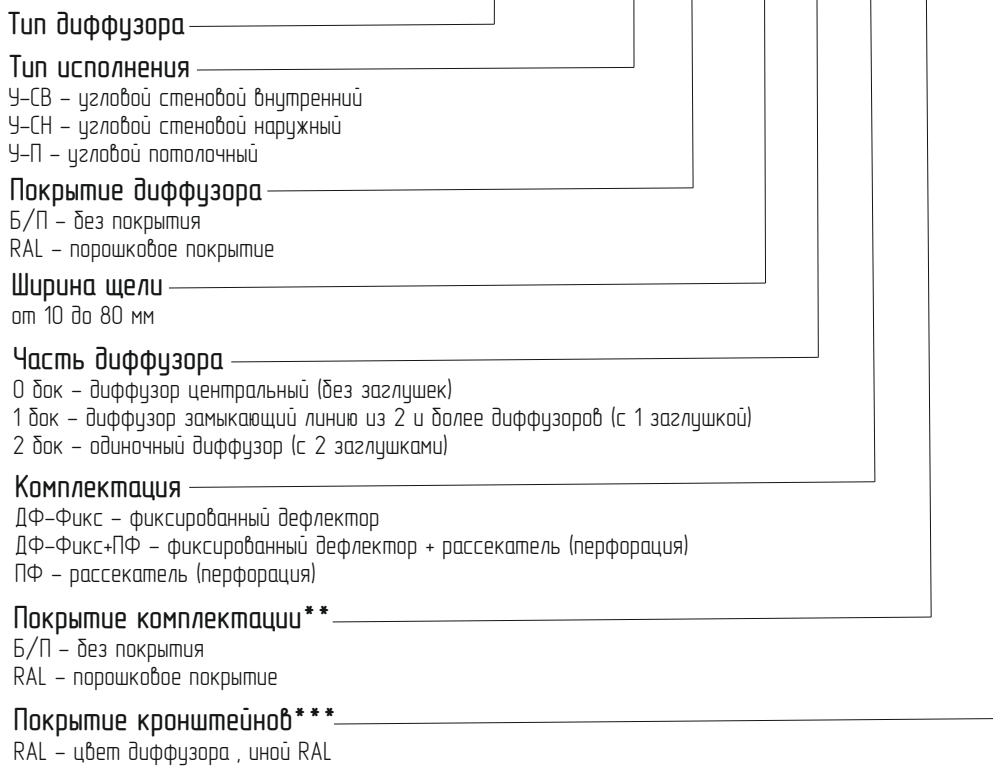 Тип диффузора
Тип исполнения
У-СВ - угловой стеновой внутренний
У-СН - угловой стеновой наружный
У-П - угловой потолочный
Покрытие диффузора
Б/П - без покрытия
RAL - порошковое покрытие
Ширина щели
от 10 до 80 мм
Часть диффузора
0 бок - диффузор центральный (без заглушек)
1 бок - диффузор замыкающий линию из 2 и более диффузоров (с 1 заглушкой)
2 бок - одиночный диффузор (с 2 заглушками)
Комплектация
ДФ-Фикс - фиксированный дефлектор
ДФ-Фикс+ПФ - фиксированный дефлектор + рассекатель (перфорация)
ПФ - рассекатель (перфорация)
Покрытие комплектации**
Б/П - без покрытия
RAL - порошковое покрытие
Покрытие кронштейнов***
RAL - цвет диффузора , иной RAL